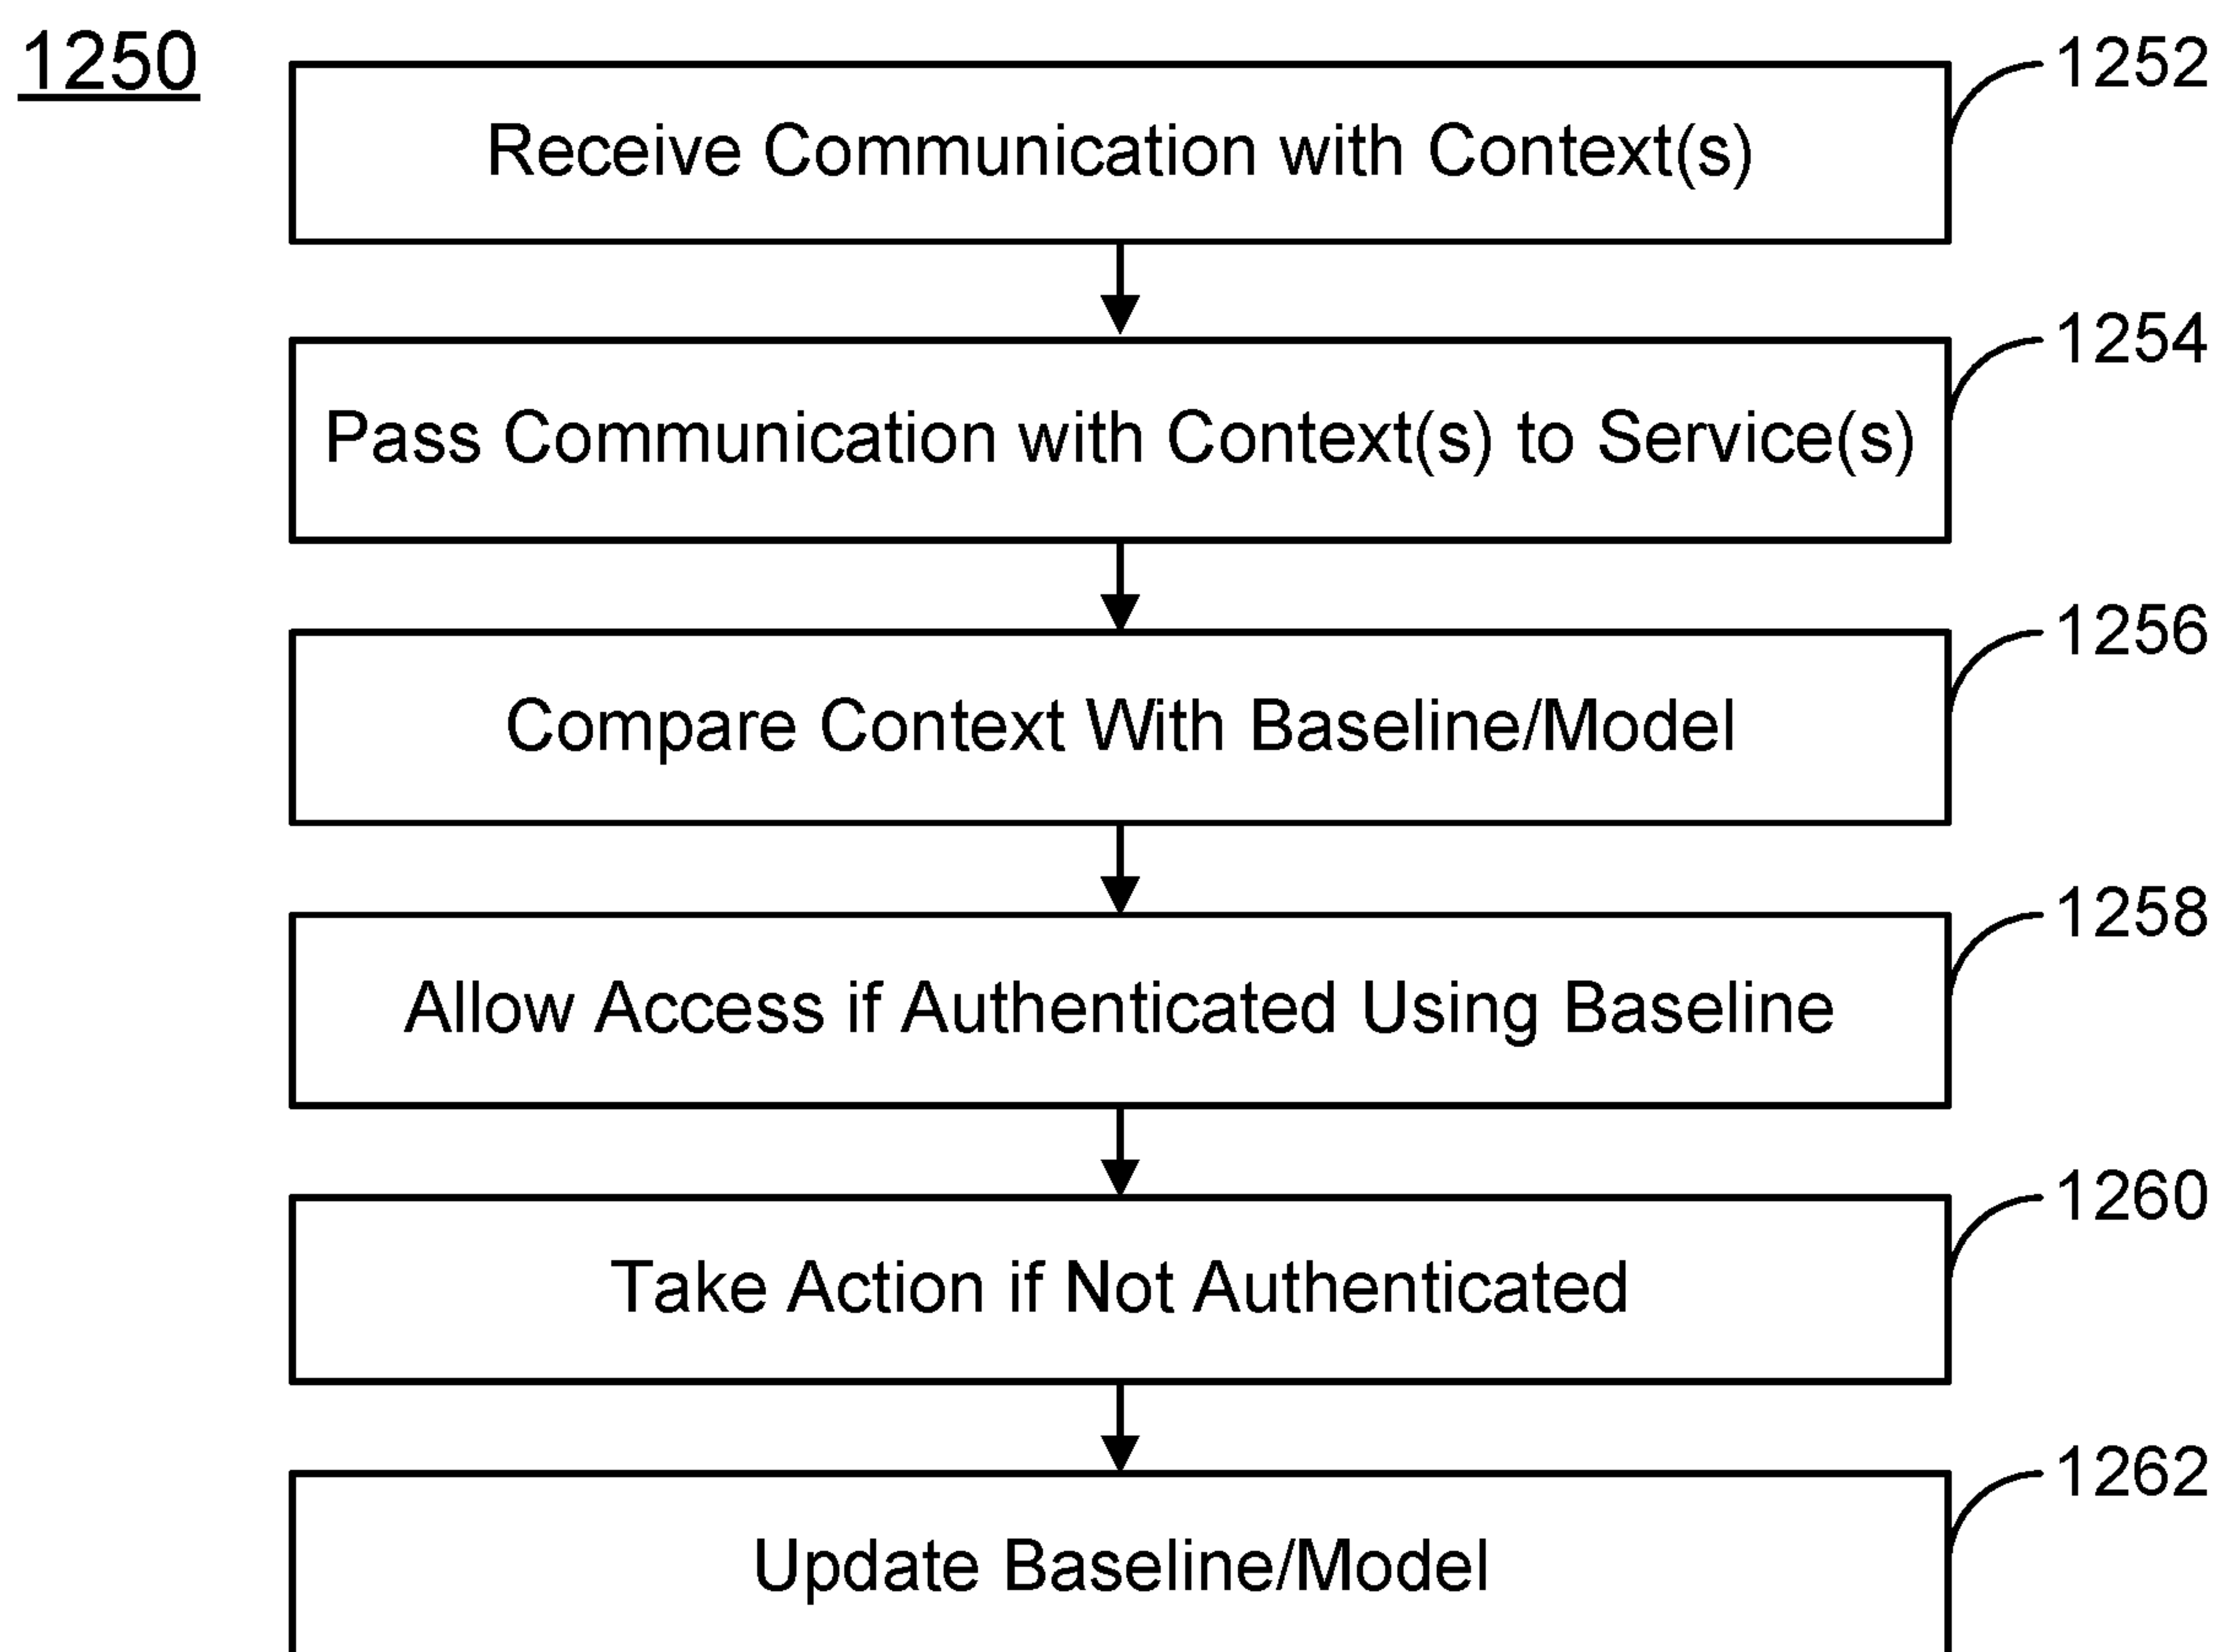 1250
1252
Receive Communication with Context(s)
1254
Pass Communication with Context(s) to Service(s)
1256
Compare Context With Baseline/Model
1258
Allow Access if Authenticated Using Baseline
1260
Take Action if Not Authenticated
1262
Update Baseline/Model